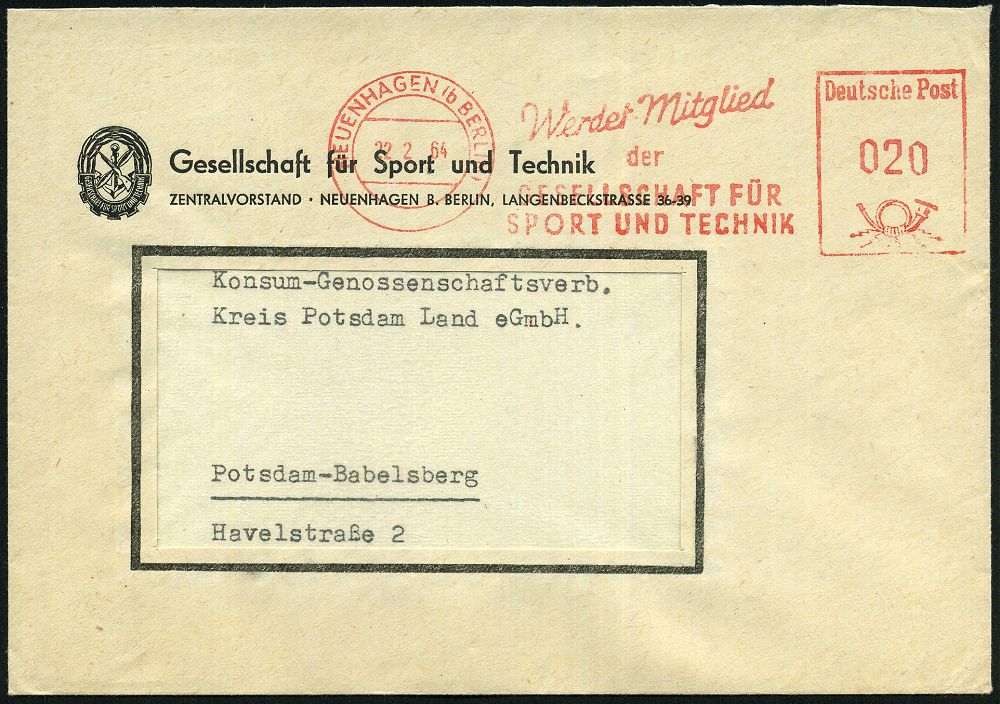 Gesellschaft für Sport und Technik
ZENTRALVORSTAND · NEUENHAGEN B. BERLIN, LANGENBECKSTRASSE 36-39
NEUENHAGEN (b BERLIN)
22.2.64
Werdet Mitglied
der
GESELLSCHAFT FÜR
SPORT UND TECHNIK
Deutsche Post
020
Konsum-Genossenschaftsverb.
Kreis Potsdam Land eGmbH.
Potsdam-Babelsberg
Havelstraße 2